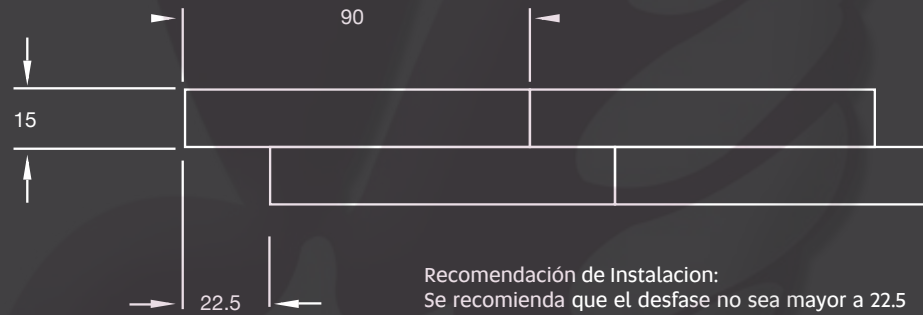 90
15
22.5
Recomendación de Instalacion:
Se recomienda que el desfase no sea mayor a 22.5